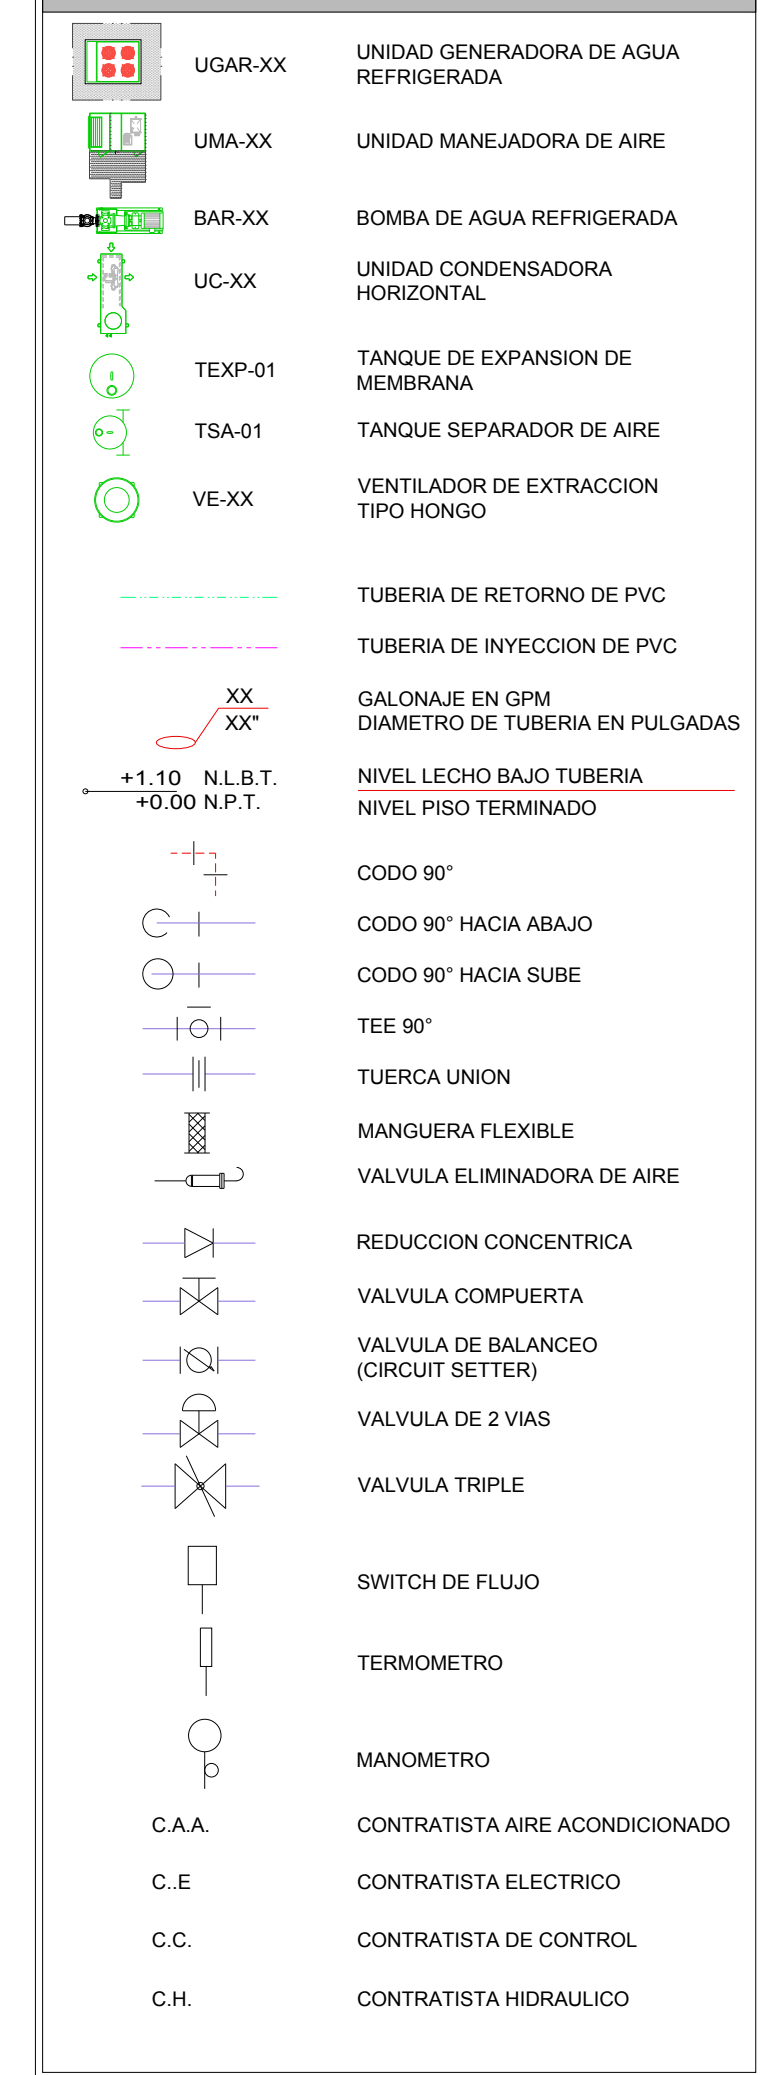 UGAR-XX UNIDAD GENERADORA DE AGUA
REFRIGERADA
UMA-XX UNIDAD MANEJADORA DE AIRE
BAR-XX BOMBA DE AGUA REFRIGERADA
UC-XX UNIDAD CONDENSADORA
HORIZONTAL
TEXP-01 TANQUE DE EXPANSION DE
MEMBRANA
TSA-01 TANQUE SEPARADOR DE AIRE
VE-XX VENTILADOR DE EXTRACCION
TIPO HONGO
TUBERIA DE RETORNO DE PVC
TUBERIA DE INYECCION DE PVC
XX GALONAJE EN GPM
XX" DIAMETRO DE TUBERIA EN PULGADAS
+1.10 N.L.B.T. NIVEL LECHO BAJO TUBERIA
+0.00 N.P.T. NIVEL PISO TERMINADO
CODO 90°
CODO 90° HACIA ABAJO
CODO 90° HACIA SUBE
TEE 90°
TUERCA UNION
MANGUERA FLEXIBLE
VALVULA ELIMINADORA DE AIRE
REDUCCION CONCENTRICA
VALVULA COMPUERTA
VALVULA DE BALANCEO
(CIRCUIT SETTER)
VALVULA DE 2 VIAS
VALVULA TRIPLE
SWITCH DE FLUJO
TERMOMETRO
MANOMETRO
C.A.A. CONTRATISTA AIRE ACONDICIONADO
C..E CONTRATISTA ELECTRICO
C.C. CONTRATISTA DE CONTROL
C.H. CONTRATISTA HIDRAULICO